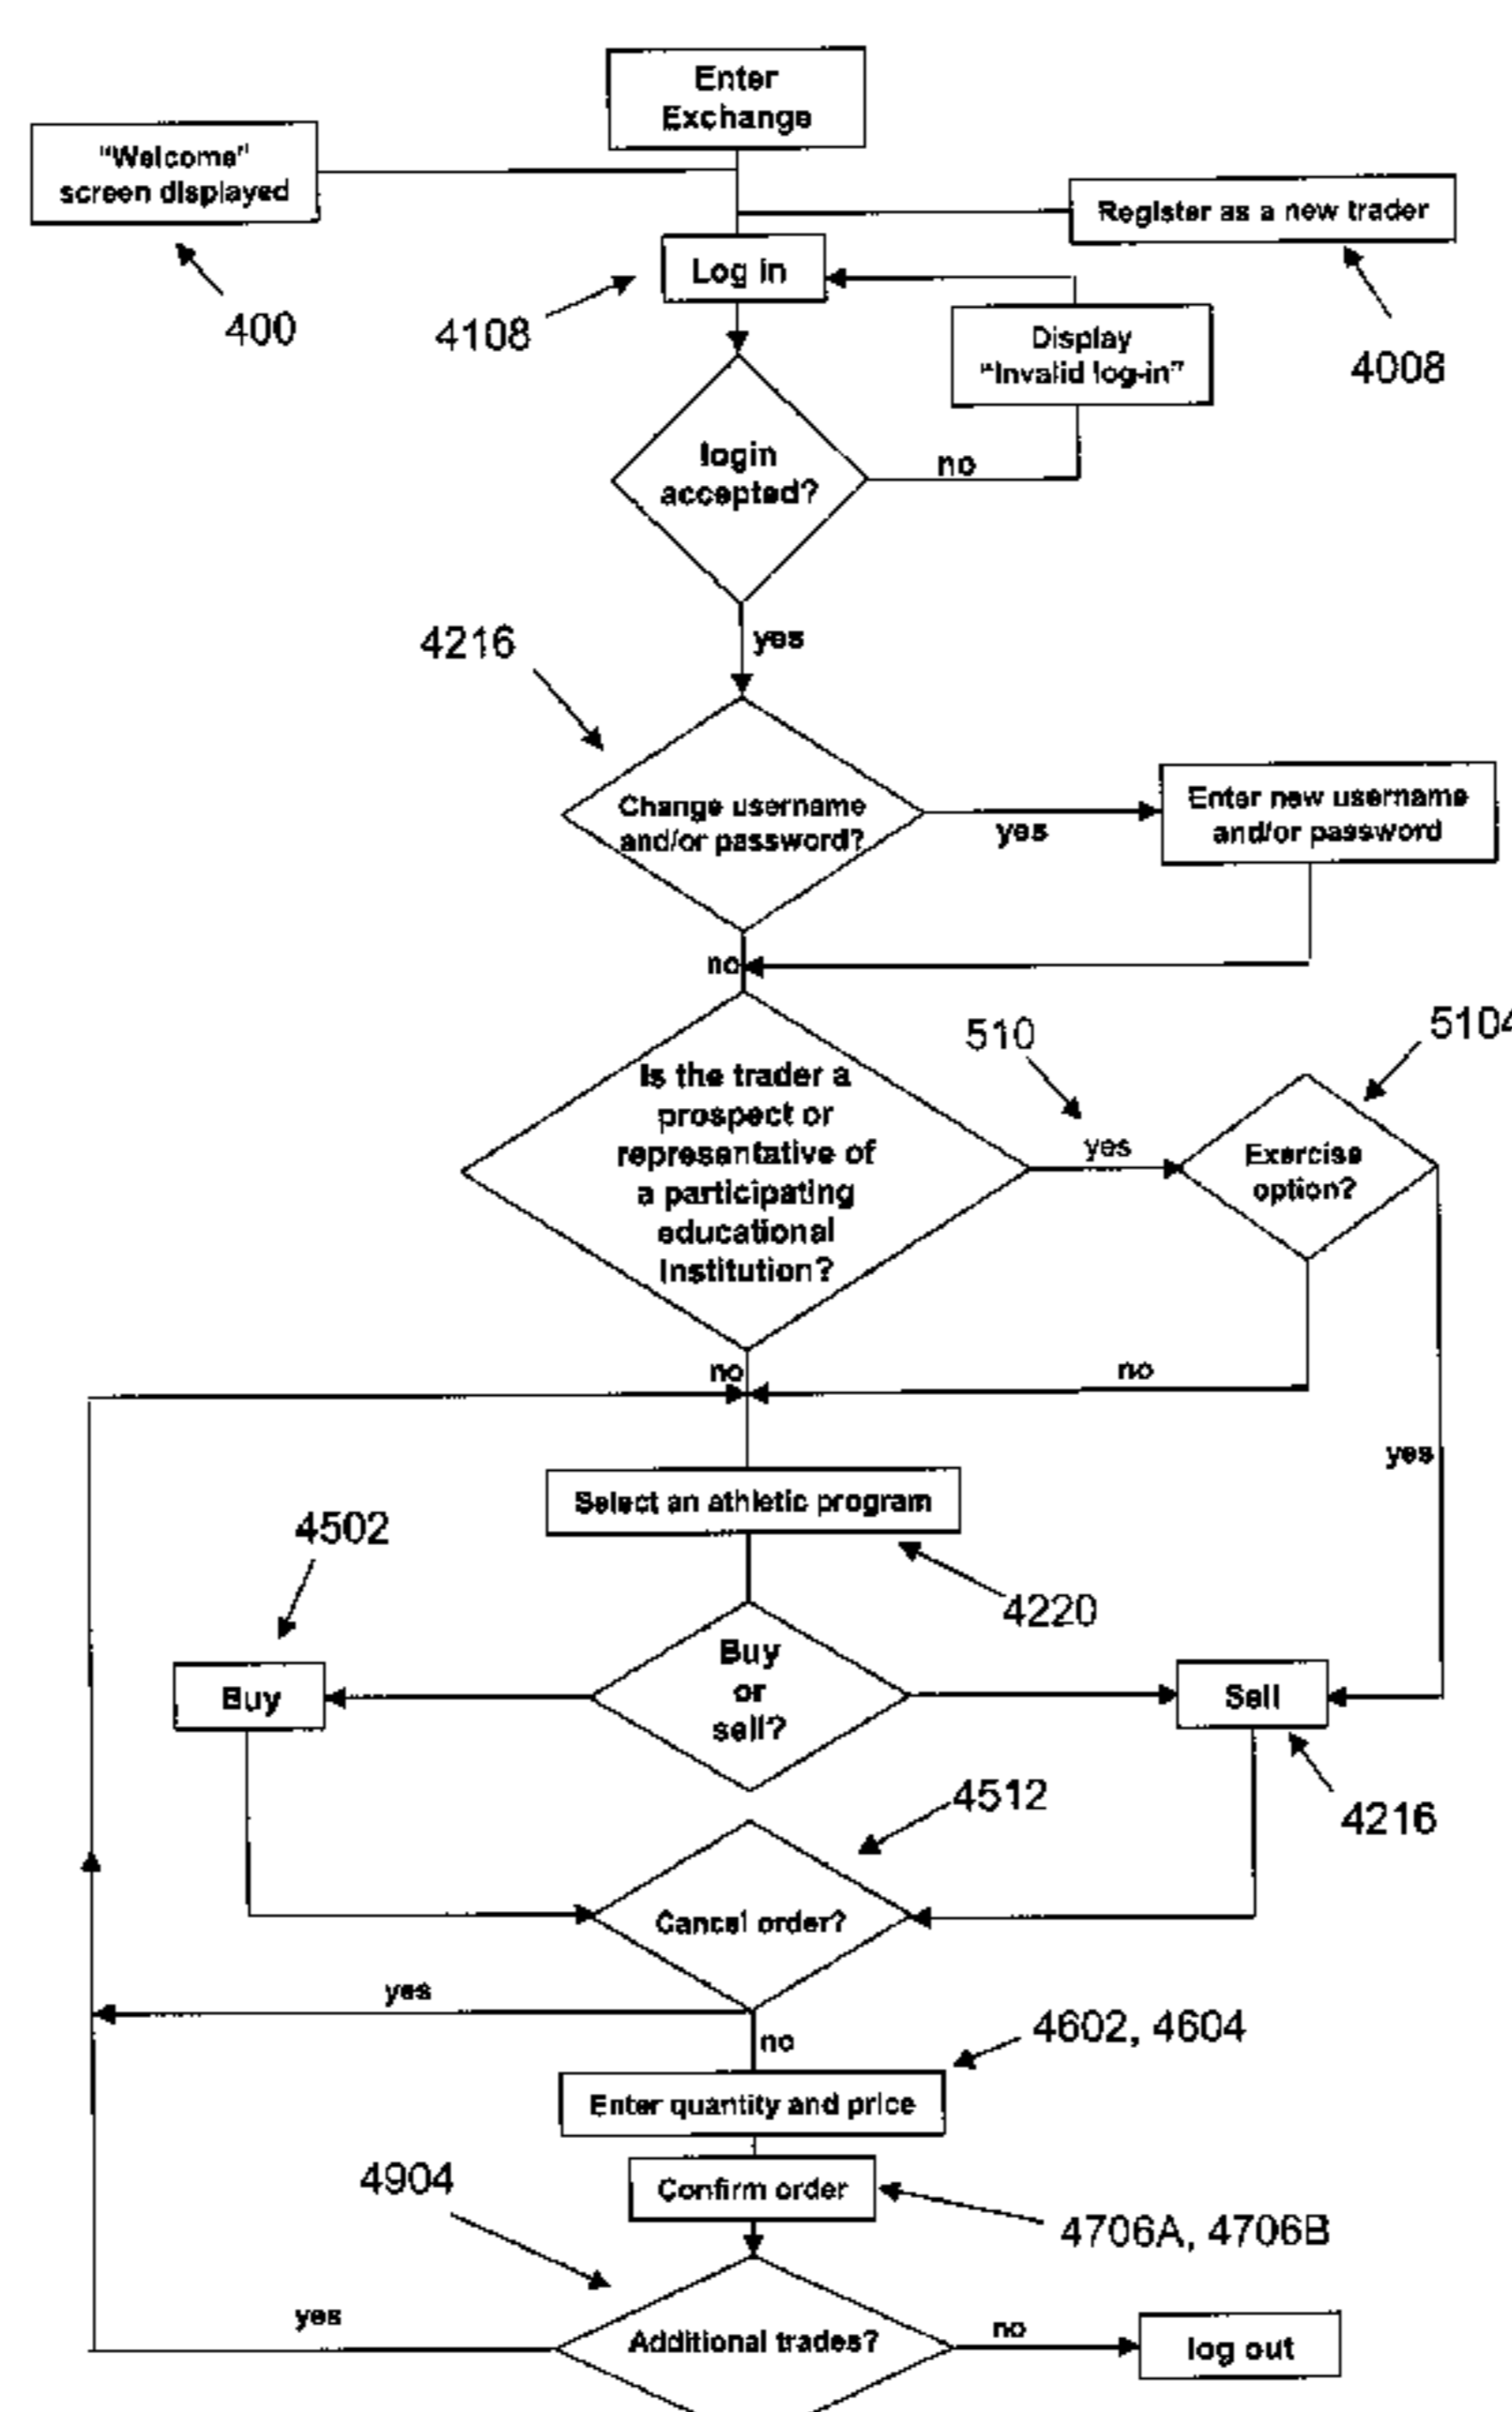 Enter
Exchange
"Welcome"
screen displayed
Register as a new trader
Log in
400
4108
Display
"Invalid log-in"
4008
login
accepted?
no
yes
4216
Change username
and/or password?
yes
Enter new username
and/or password
no
510
5104
Is the trader a
prospect or
representative of
a participating
educational
Institution?
yes
Exercise
option?
no
no
yes
Select an athletic program
4502
4220
Buy
Buy
or
sell?
Sell
4512
4216
Cancel order?
yes
no
4602, 4604
Enter quantity and price
4904
Confirm order
4706A, 4706B
yes
Additional trades?
no
log out